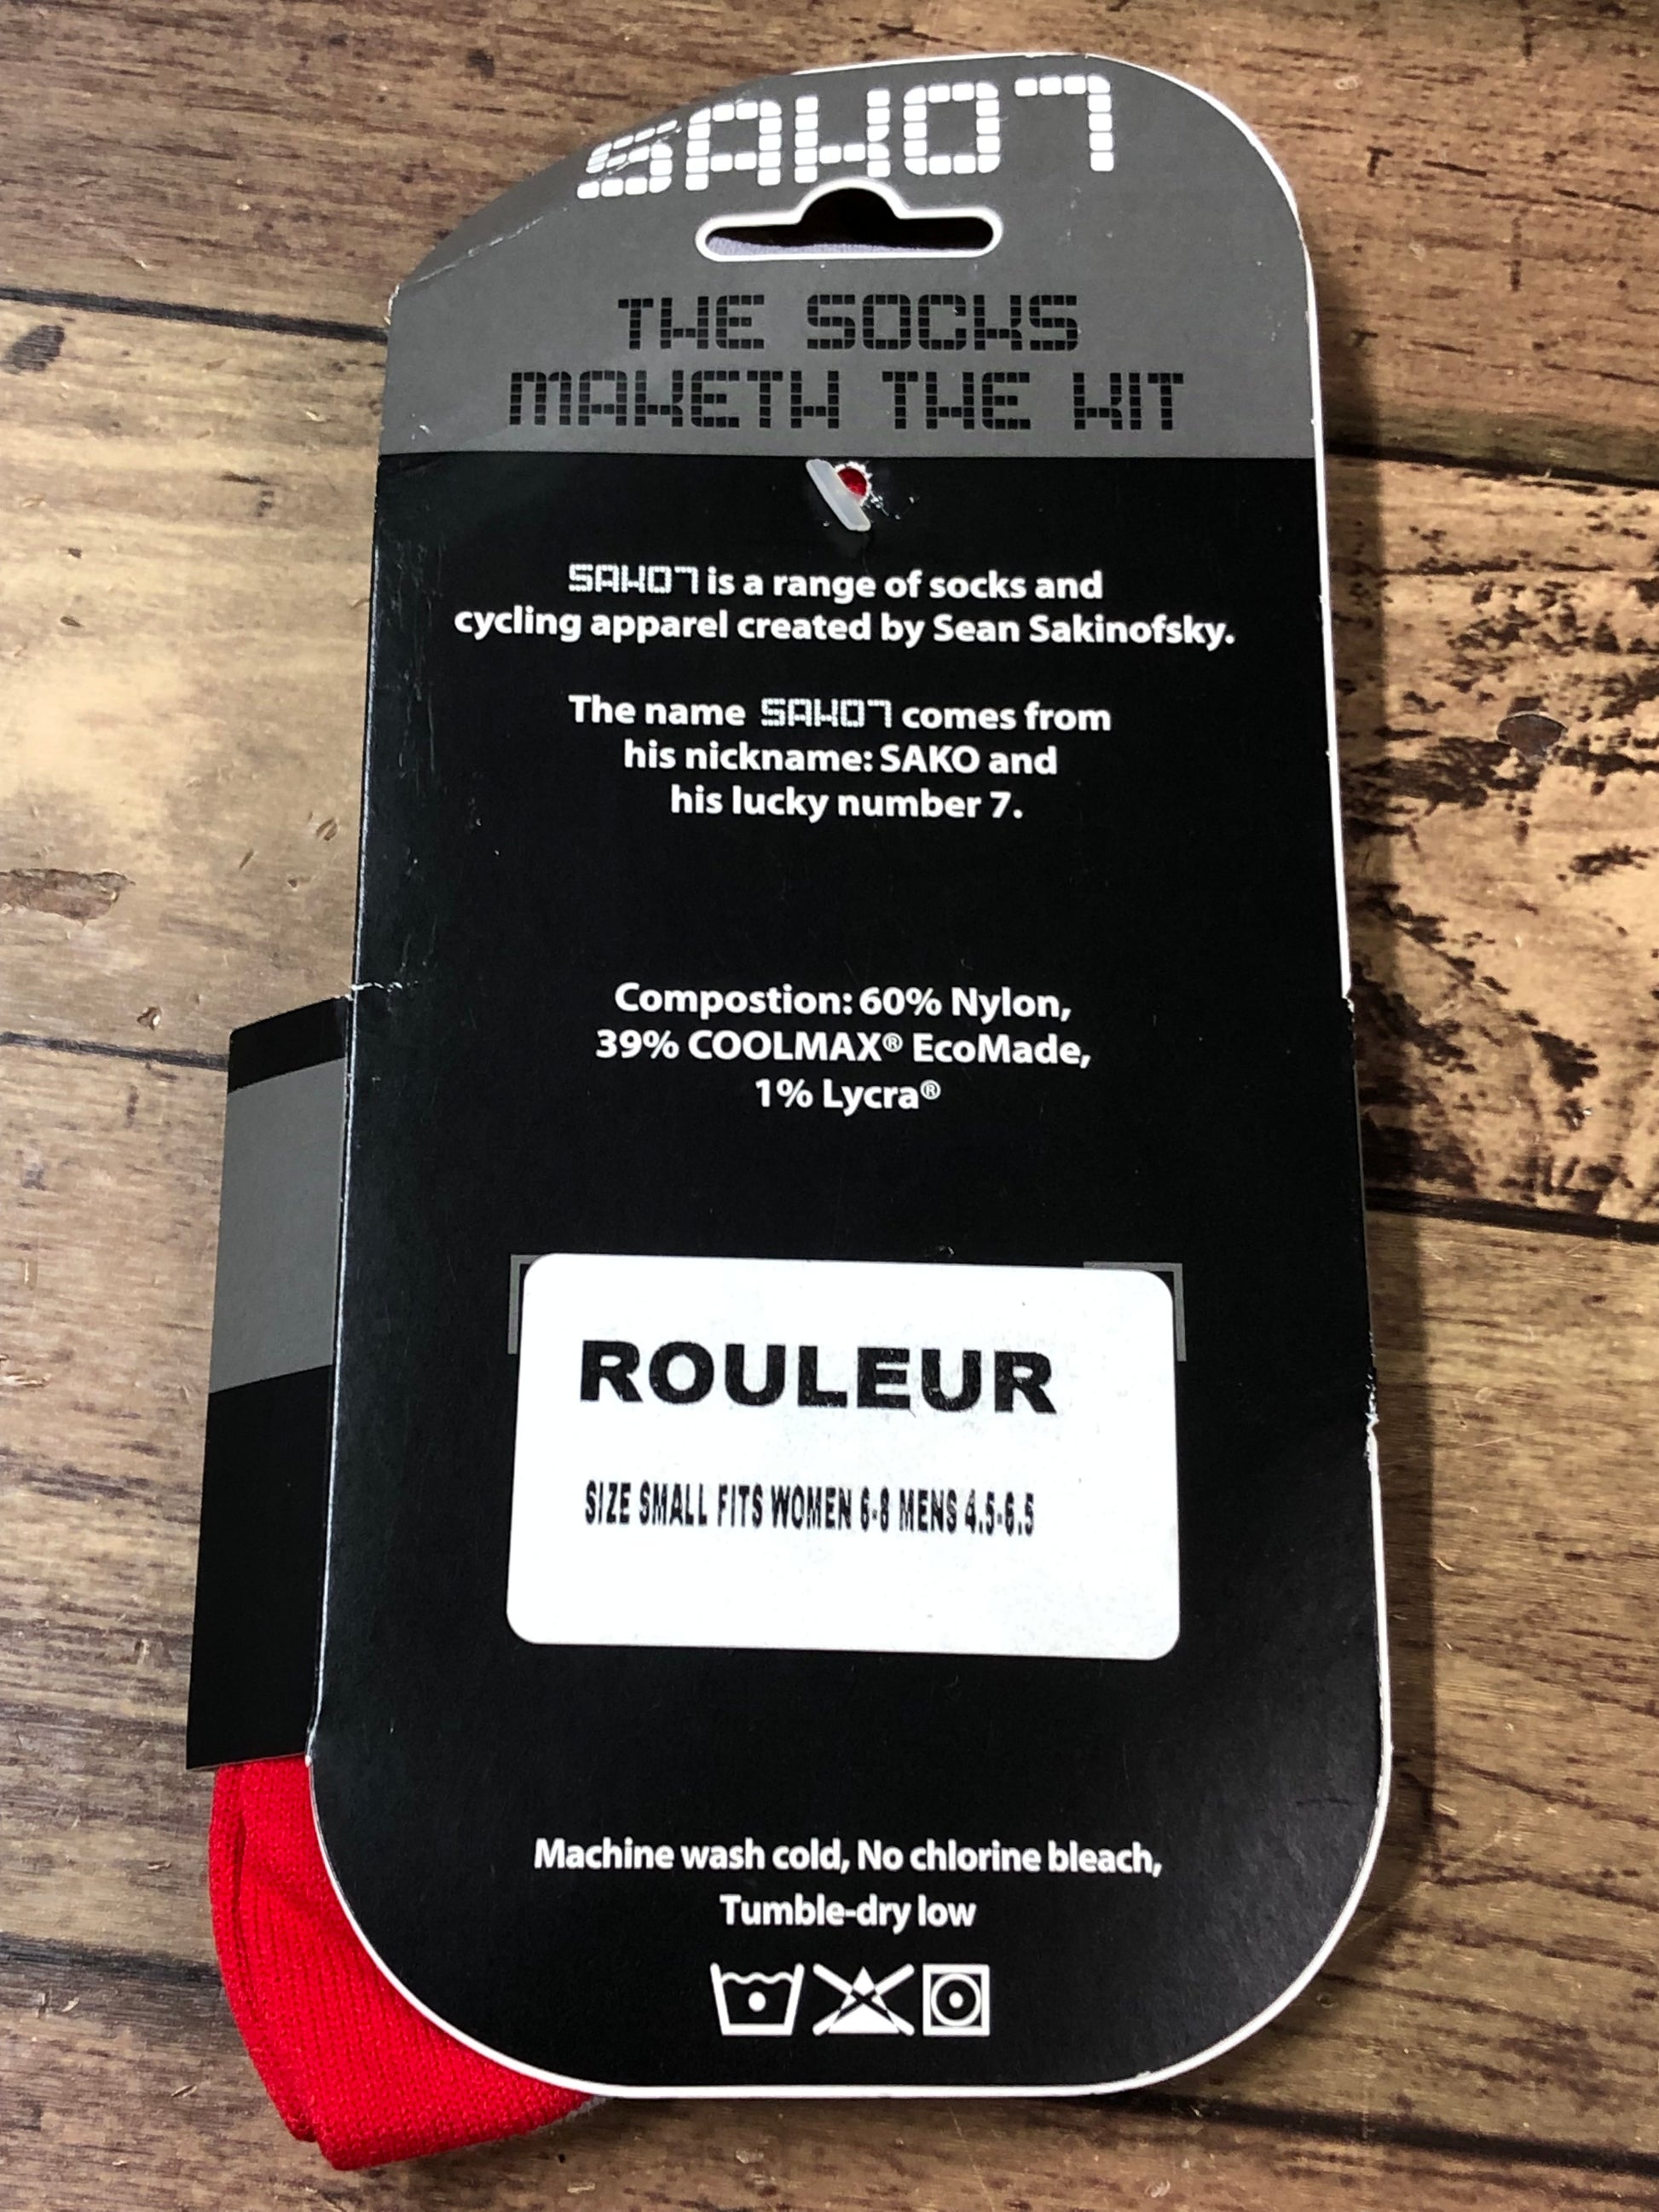 SAKO7
THE SOCKS
MAKETH THE KIT
SAKO7 is a range of socks and
cycling apparel created by Sean Sakinofsky.
The name SAKO7 comes from
his nickname: SAKO and
his lucky number 7.
Compostion: 60% Nylon,
39% COOLMAX® EcoMade,
1% Lycra®
ROULEUR
SIZE SMALL FITS WOMEN 6-8 MENS 4.5-6.5
Machine wash cold, No chlorine bleach,
Tumble-dry low